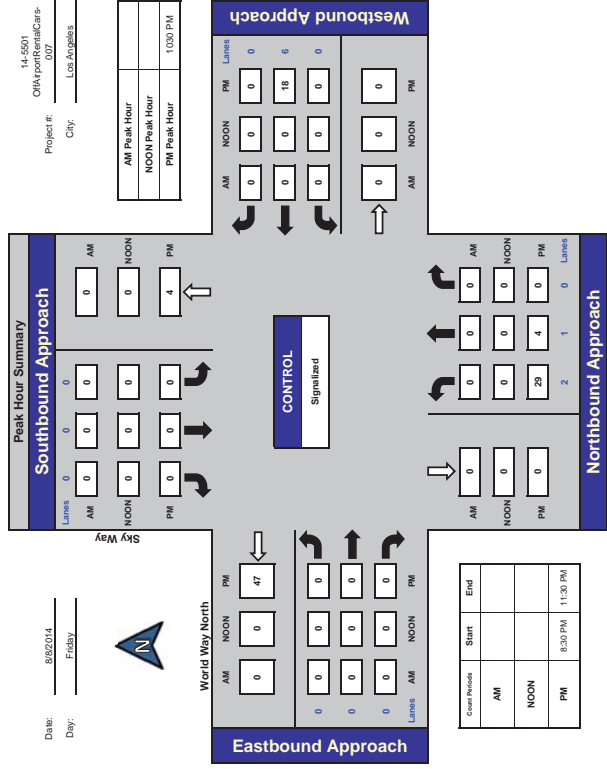 Peak Hour Summary
Date: 8/8/2014
Day: Friday
Project #: 14-5501
OffAirportRentalCars-
007
City: Los Angeles
N
AM Peak Hour
NOON Peak Hour
PM Peak Hour 1030 PM
Southbound Approach
Lanes 0 0 0
AM 0 0 0 0 AM
NOON 0 0 0 0 NOON
PM 0 0 0 4 PM
Sky Way
World Way North
Westbound Approach
AM NOON PM Lanes
0 0 0 0
0 0 18 6
0 0 0 0
0 0 0
AM NOON PM
CONTROL
Signalized
Eastbound Approach
AM NOON PM
0 0 47
0 0 0 0
0 0 0 0
0 0 0 0
Lanes AM NOON PM
Northbound Approach
AM 0 0 0 0 AM
NOON 0 0 0 0 NOON
PM 0 29 4 0 PM
2 1 0 Lanes
Count Periods Start End
AM
NOON
PM 8:30 PM 11:30 PM